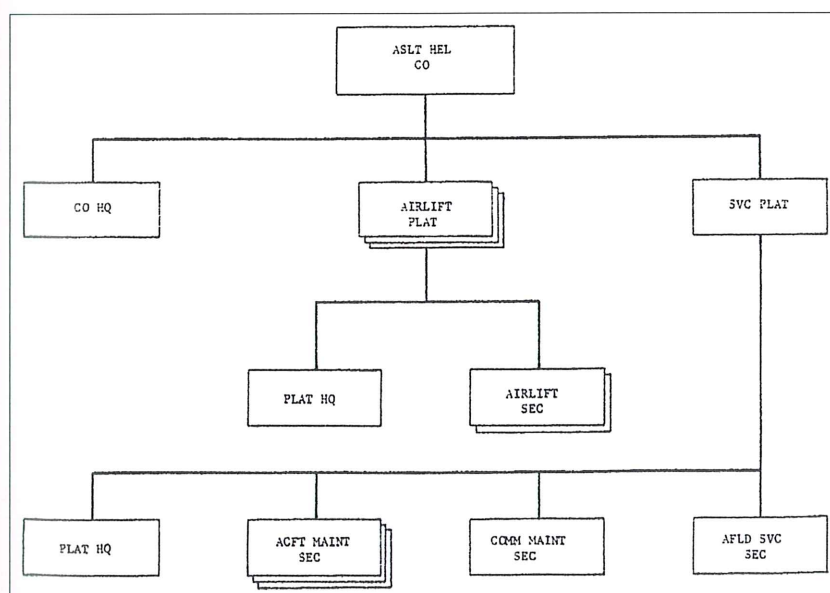 ASLT HEL
CO
CO HQ
AIRLIFT
PLAT
SVC PLAT
PLAT HQ
AIRLIFT
SEC
PLAT HQ
ACFT MAINT
SEC
COMM MAINT
SEC
AFLD SVC
SEC